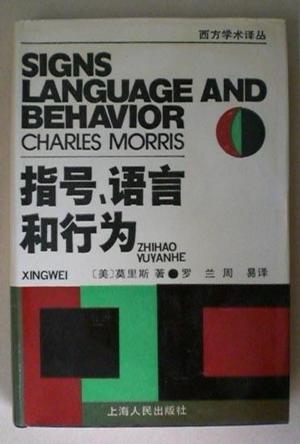 西方学术译丛
SIGNS
LANGUAGE AND
BEHAVIOR
CHARLES MORRIS
指号、语言
和行为
ZHIHAO
YUYANHE
XINGWEI
〔美〕莫里斯 著●罗 兰 周 易译
上海人民出版社